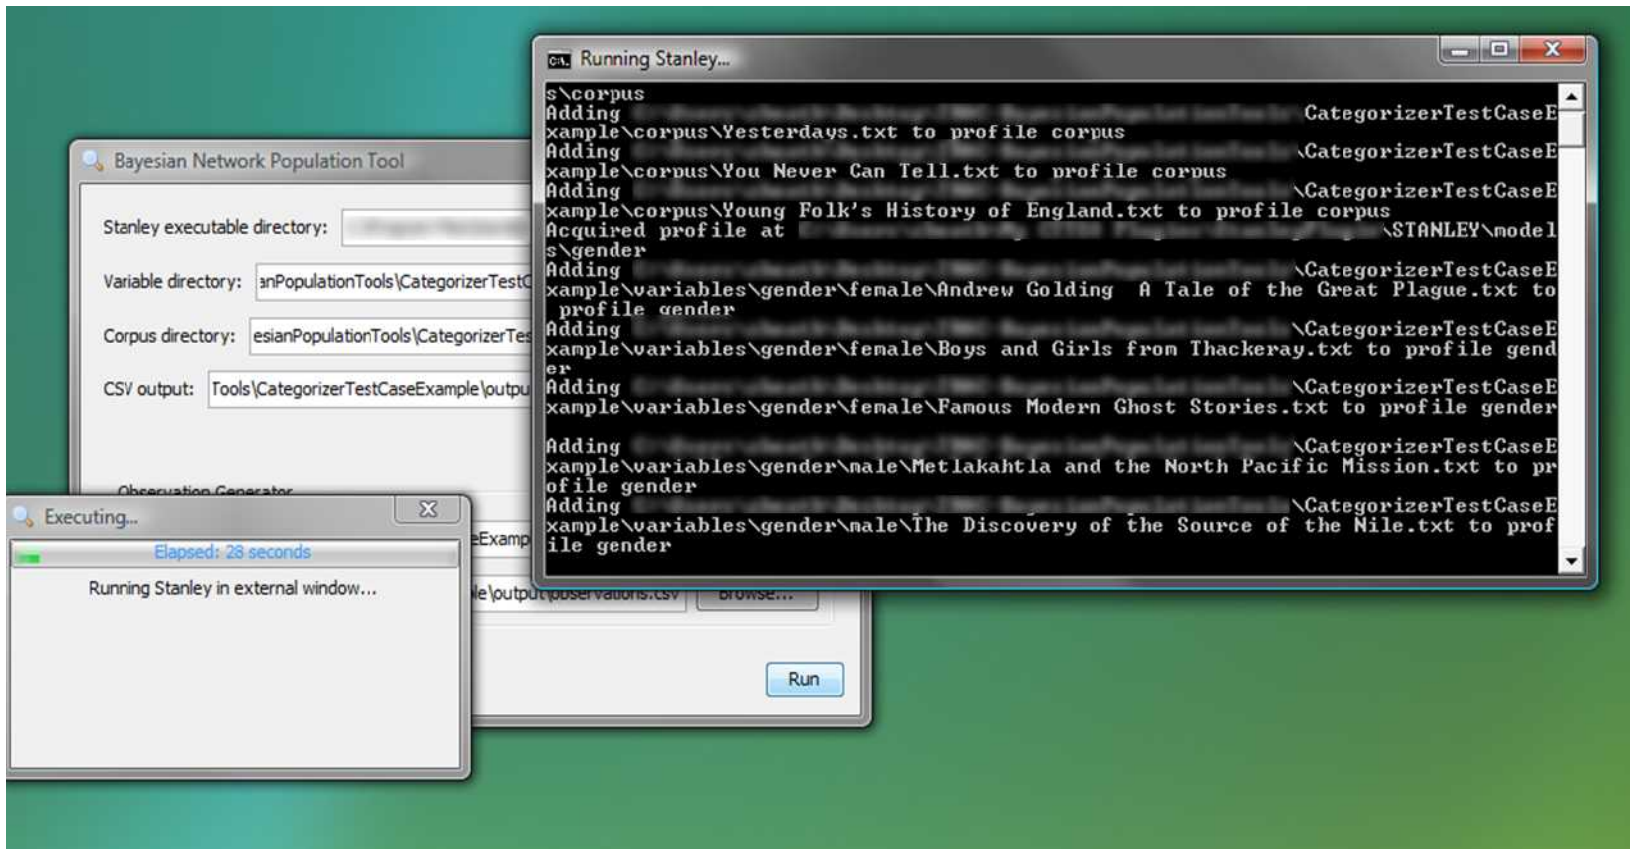 Running Stanley...
s\corpus
Adding CategorizerTestCaseE
xample\corpus\Yesterdays.txt to profile corpus
Adding \CategorizerTestCaseE
xample\corpus\You Never Can Tell.txt to profile corpus
Adding \CategorizerTestCaseE
xample\corpus\Young Folk's History of England.txt to profile corpus
Acquired profile at \STANLEY\model
s\gender
Adding \CategorizerTestCaseE
xample\variables\gender\female\Andrew Golding  A Tale of the Great Plague.txt to
 profile gender
Adding \CategorizerTestCaseE
xample\variables\gender\female\Boys and Girls from Thackeray.txt to profile gend
er
Adding \CategorizerTestCaseE
xample\variables\gender\female\Famous Modern Ghost Stories.txt to profile gender
Adding \CategorizerTestCaseE
xample\variables\gender\male\Metlakahtla and the North Pacific Mission.txt to pr
ofile gender
Adding \CategorizerTestCaseE
xample\variables\gender\male\The Discovery of the Source of the Nile.txt to prof
ile gender
Bayesian Network Population Tool
Stanley executable directory:
Variable directory: anPopulationTools\CategorizerTestC
Corpus directory: esianPopulationTools\CategorizerTes
CSV output: Tools\CategorizerTestCaseExample\outpu
Observation Generator
eExamp
le\output\observations.csv Browse...
Run
Executing...
Elapsed: 28 seconds
Running Stanley in external window...